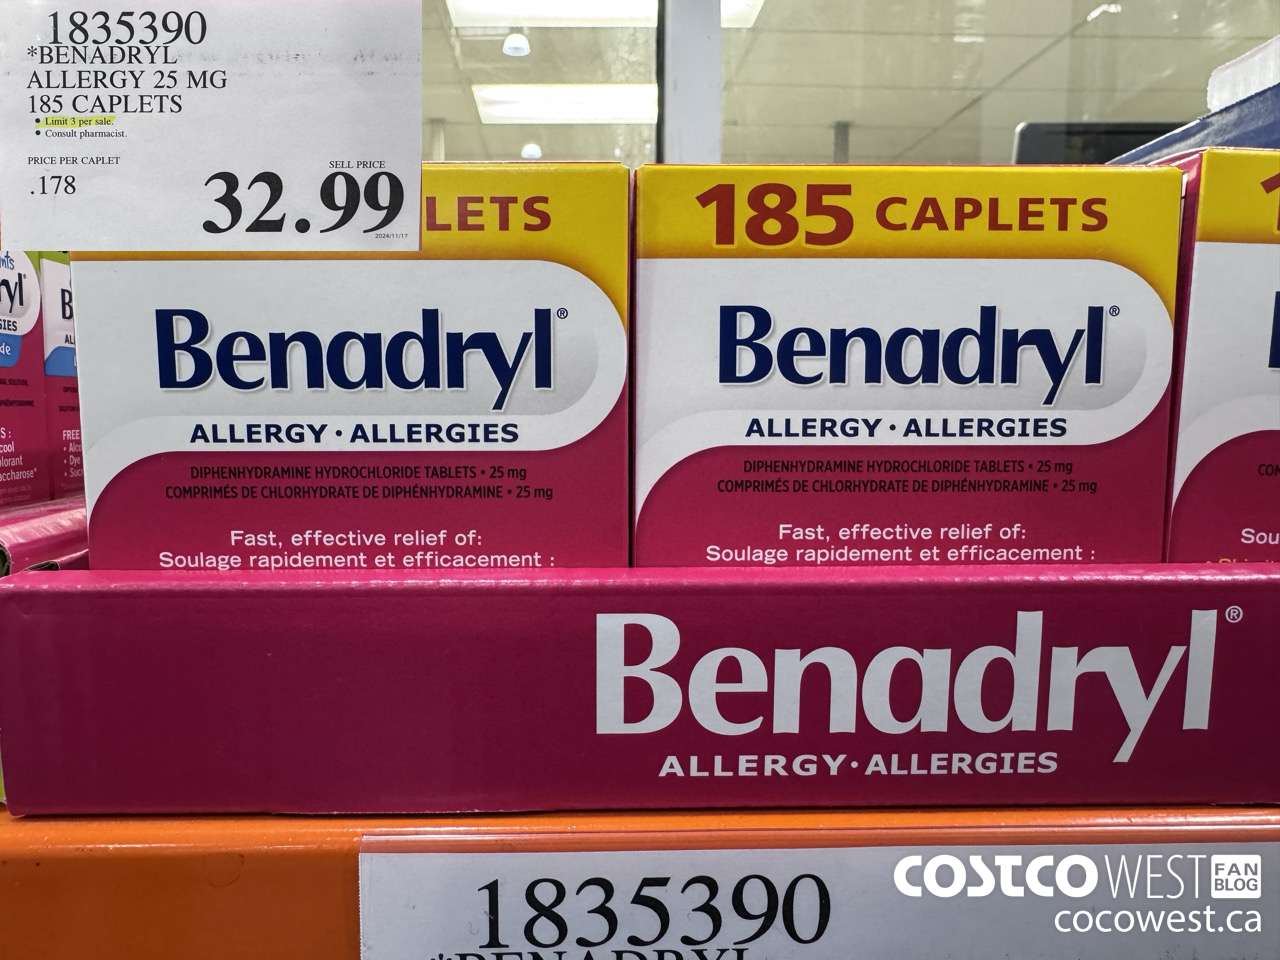 1835390
*BENADRYL
ALLERGY 25 MG
185 CAPLETS
• Limit 3 per sale.
• Consult pharmacist.
PRICE PER CAPLET
.178
SELL PRICE
32.99
2024/11/17
LETS
Benadryl®
ALLERGY • ALLERGIES
DIPHENHYDRAMINE HYDROCHLORIDE TABLETS • 25 mg
COMPRIMÉS DE CHLORHYDRATE DE DIPHÉNHYDRAMINE • 25 mg
Fast, effective relief of:
Soulage rapidement et efficacement :
185 CAPLETS
Benadryl®
ALLERGY • ALLERGIES
DIPHENHYDRAMINE HYDROCHLORIDE TABLETS • 25 mg
COMPRIMÉS DE CHLORHYDRATE DE DIPHÉNHYDRAMINE • 25 mg
Fast, effective relief of:
Soulage rapidement et efficacement :
Benadryl®
ALLERGY • ALLERGIES
1835390
*BENADRYL
COSTCO WEST FAN BLOG
cocowest.ca